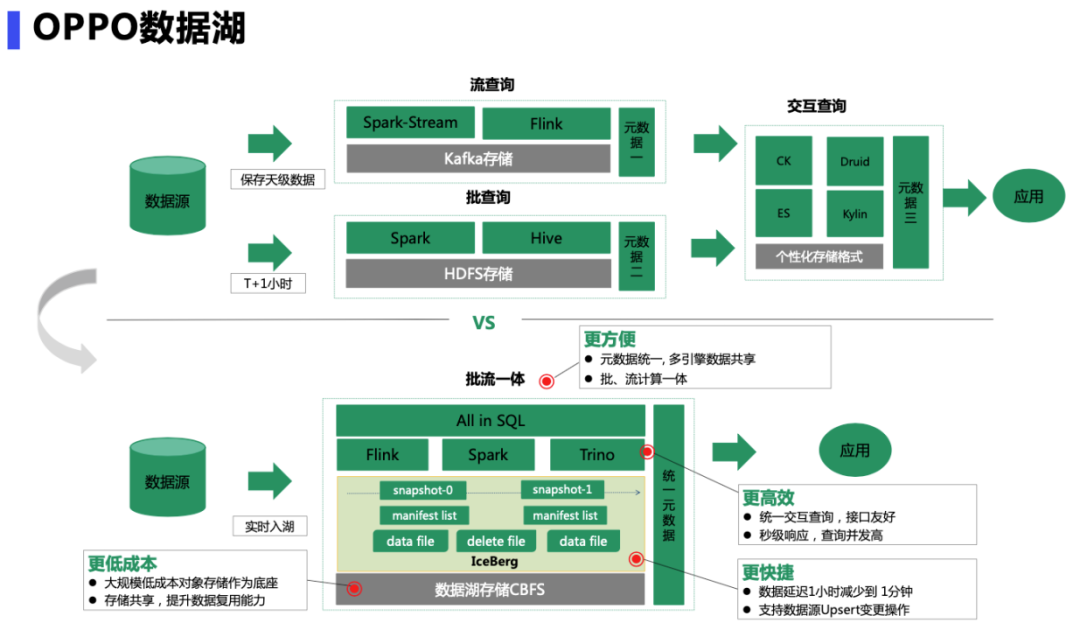 OPPO数据湖
流查询
Spark-Stream
Flink
Kafka存储
元数据一
保存天级数据
数据源
批查询
Spark
Hive
HDFS存储
元数据二
T+1小时
交互查询
CK
Druid
ES
Kylin
个性化存储格式
元数据三
应用
VS
更方便
● 元数据统一, 多引擎数据共享
● 批、流计算一体
批流一体
All in SQL
Flink
Spark
Trino
统一元数据
snapshot-0
snapshot-1
manifest list
manifest list
data file
delete file
data file
IceBerg
数据湖存储CBFS
数据源
实时入湖
应用
更高效
● 统一交互查询，接口友好
● 秒级响应，查询并发高
更低成本
● 大规模低成本对象存储作为底座
● 存储共享，提升数据复用能力
更快捷
● 数据延迟1小时减少到 1分钟
● 支持数据源Upsert变更操作